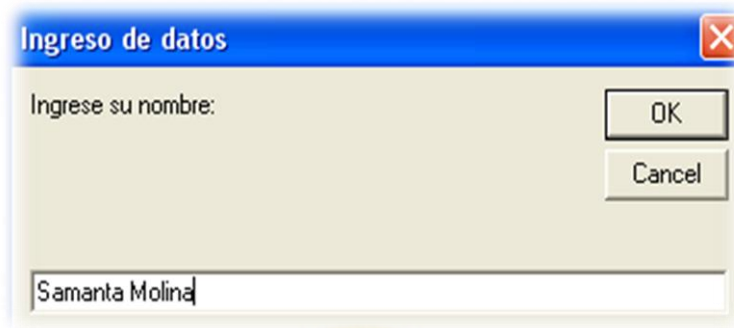 Ingreso de datos
Ingrese su nombre:
OK
Cancel
Samanta Molina